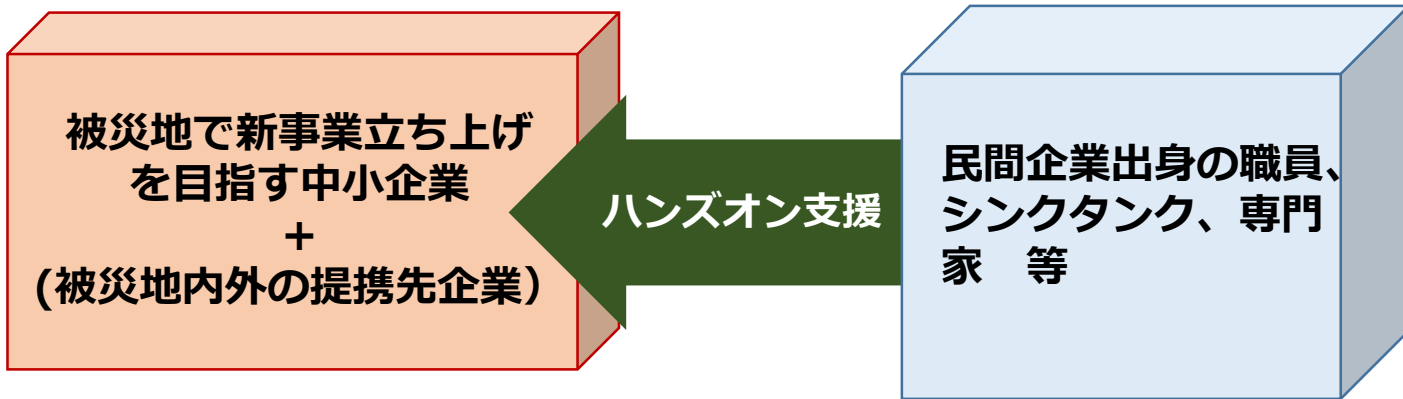 被災地で新事業立ち上げ
を目指す中小企業
+
(被災地内外の提携先企業）
ハンズオン支援
民間企業出身の職員、
シンクタンク、専門
家　等